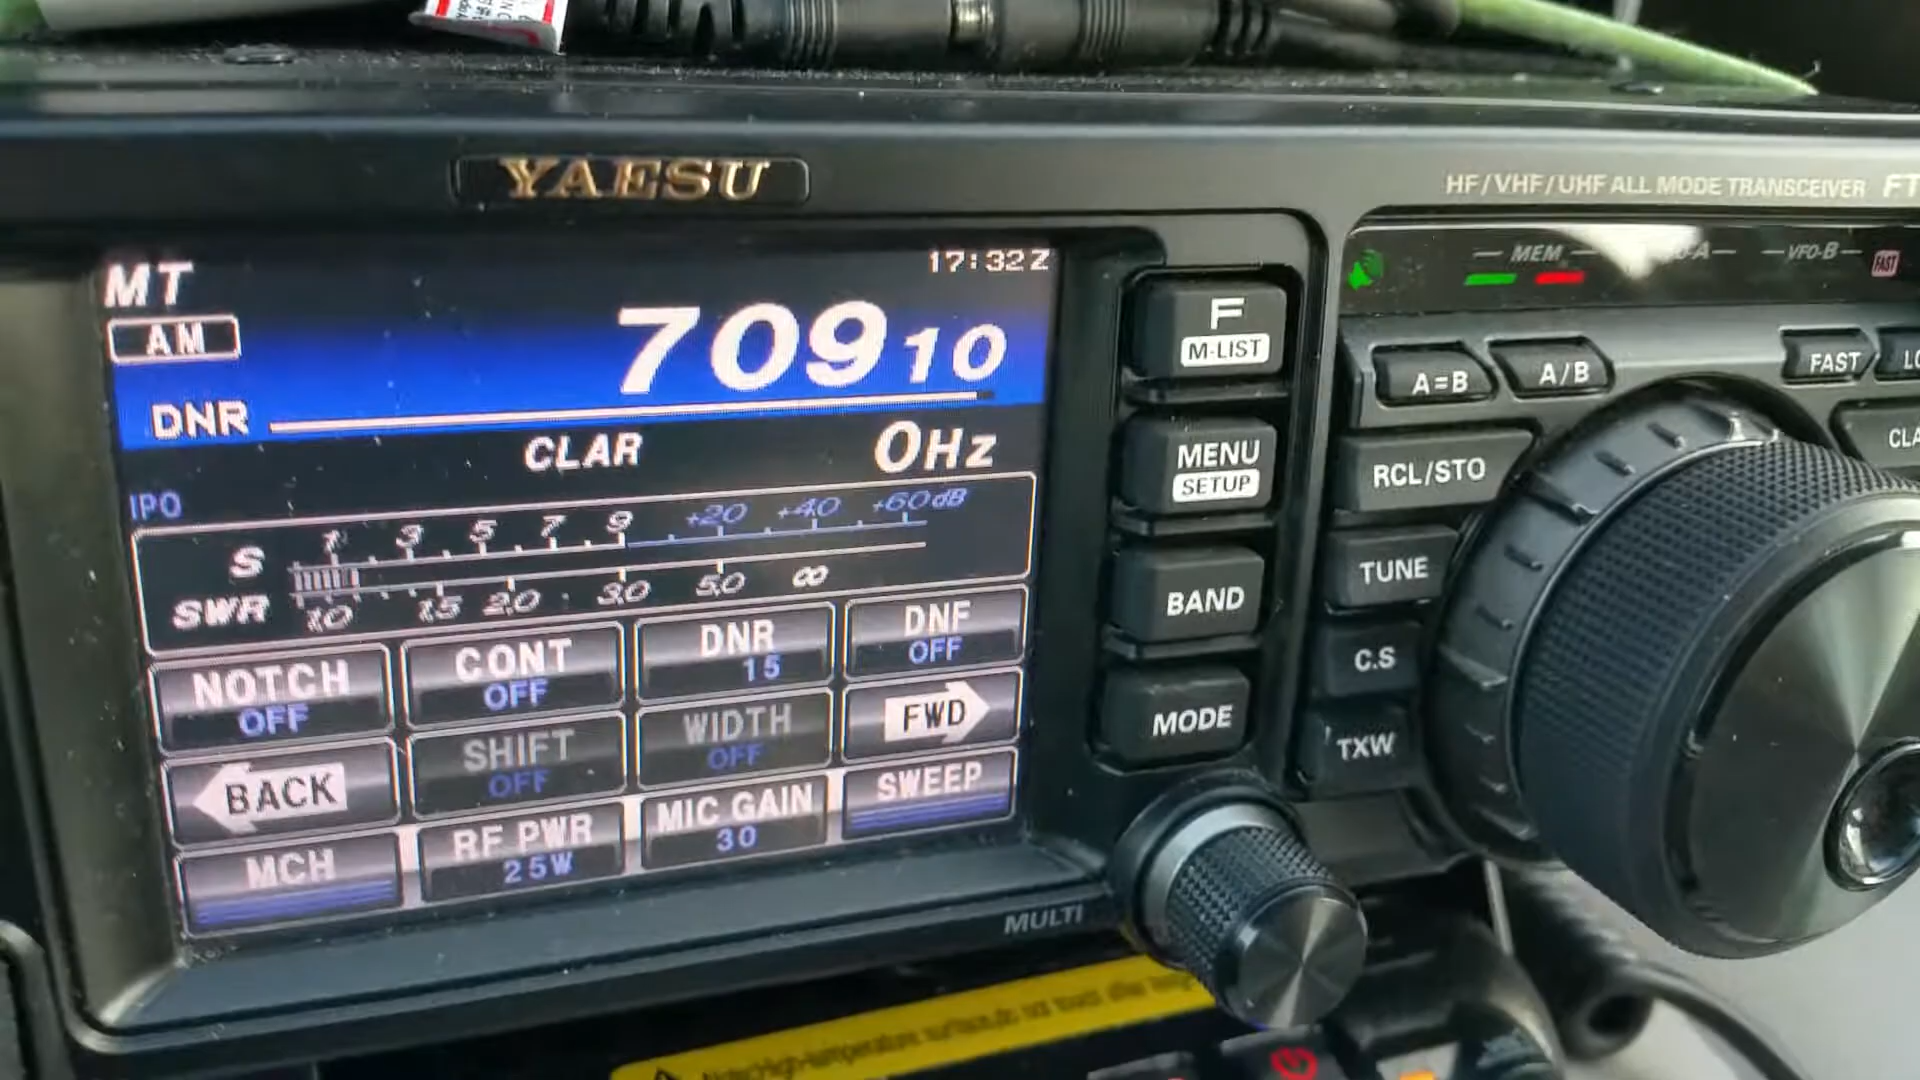 YAESU
HF/VHF/UHF ALL MODE TRANSCEIVER FT
MT
17:32Z
AM
70910
DNR
CLAR 0Hz
IPO
S 1 3 5 7 9 +20 +40 +60dB
SWR 1.0 1.5 2.0 3.0 5.0 ∞
NOTCH
OFF
CONT
OFF
DNR
15
DNF
OFF
BACK
SHIFT
OFF
WIDTH
OFF
FWD
MCH
RF PWR
25W
MIC GAIN
30
SWEEP
MULTI
F
M-LIST
MENU
SETUP
BAND
MODE
MEM
-A
VFO-B
FAST
A=B
A/B
FAST
RCL/STO
CLA
TUNE
C.S
TXW